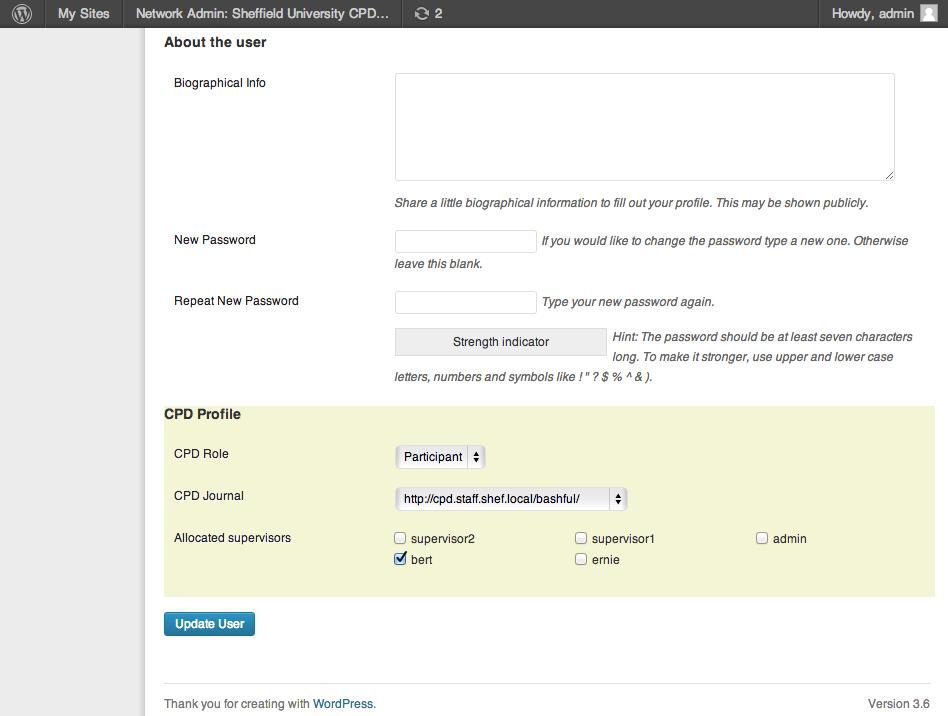 My Sites Network Admin: Sheffield University CPD... 2 Howdy, admin
About the user
Biographical Info
Share a little biographical information to fill out your profile. This may be shown publicly.
New Password If you would like to change the password type a new one. Otherwise
leave this blank.
Repeat New Password Type your new password again.
Strength indicator Hint: The password should be at least seven characters
long. To make it stronger, use upper and lower case
letters, numbers and symbols like ! " ? $ % ^ & ).
CPD Profile
CPD Role Participant
CPD Journal http://cpd.staff.shef.local/bashful/
Allocated supervisors supervisor2 supervisor1 admin
bert ernie
Update User
Thank you for creating with WordPress. Version 3.6